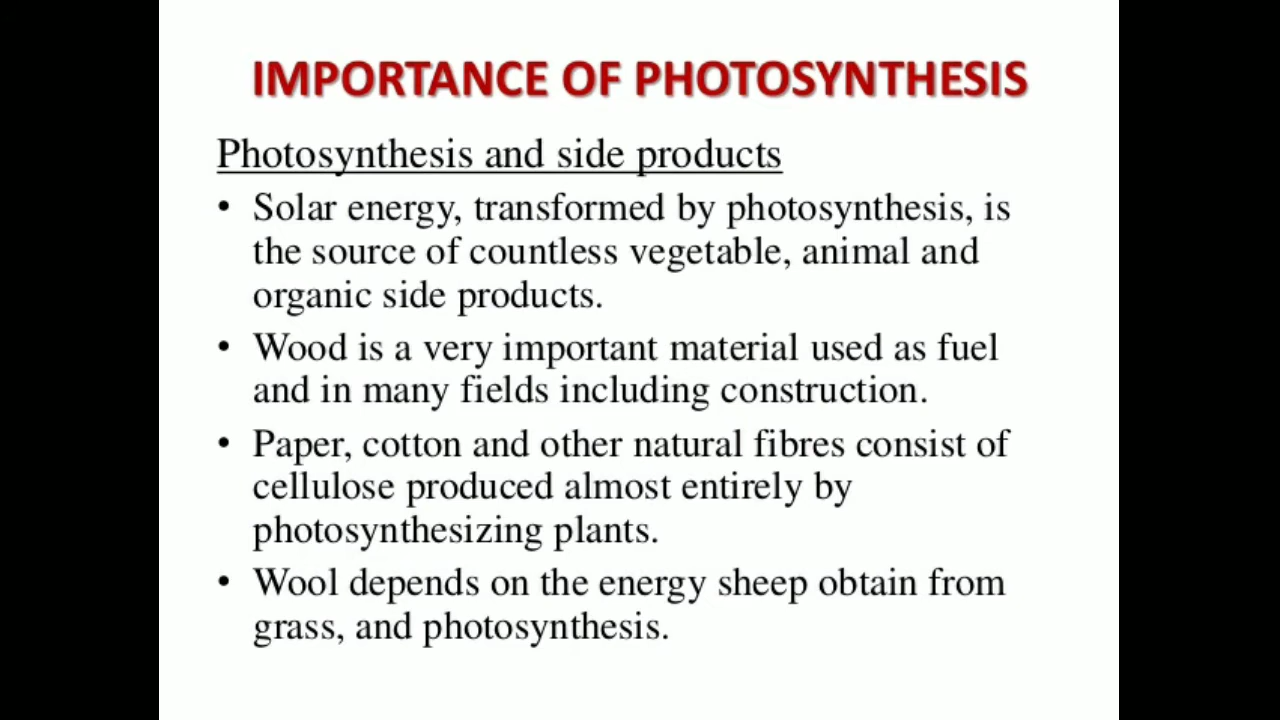 IMPORTANCE OF PHOTOSYNTHESIS
Photosynthesis and side products
• Solar energy, transformed by photosynthesis, is
the source of countless vegetable, animal and
organic side products.
• Wood is a very important material used as fuel
and in many fields including construction.
• Paper, cotton and other natural fibres consist of
cellulose produced almost entirely by
photosynthesizing plants.
• Wool depends on the energy sheep obtain from
grass, and photosynthesis.